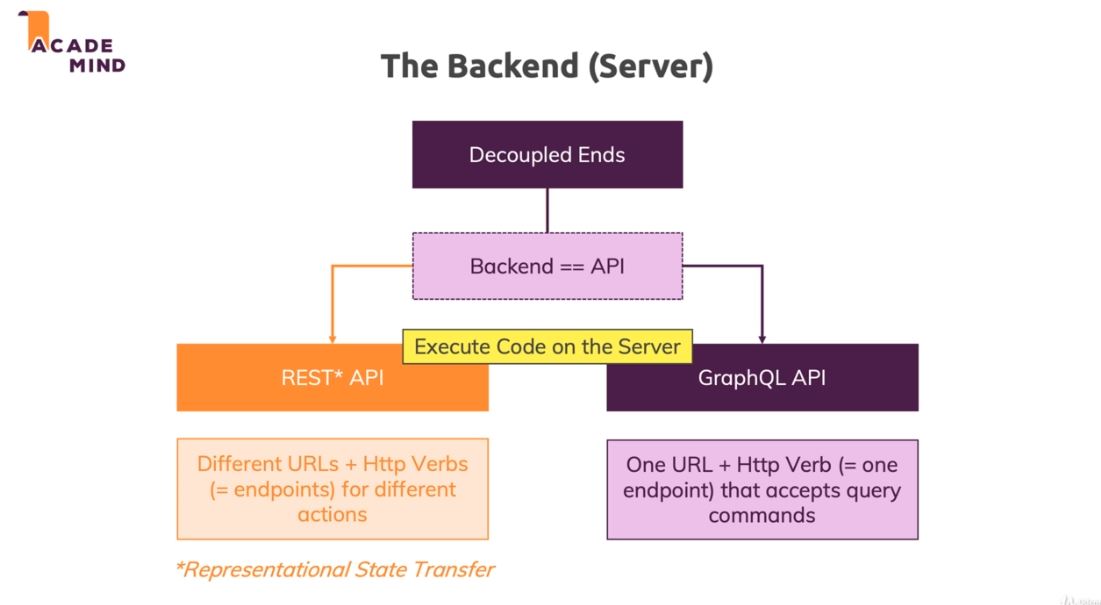 ACADE
MIND
The Backend (Server)
Decoupled Ends
Backend == API
Execute Code on the Server
REST* API
GraphQL API
Different URLs + Http Verbs
(= endpoints) for different
actions
One URL + Http Verb (= one
endpoint) that accepts query
commands
*Representational State Transfer